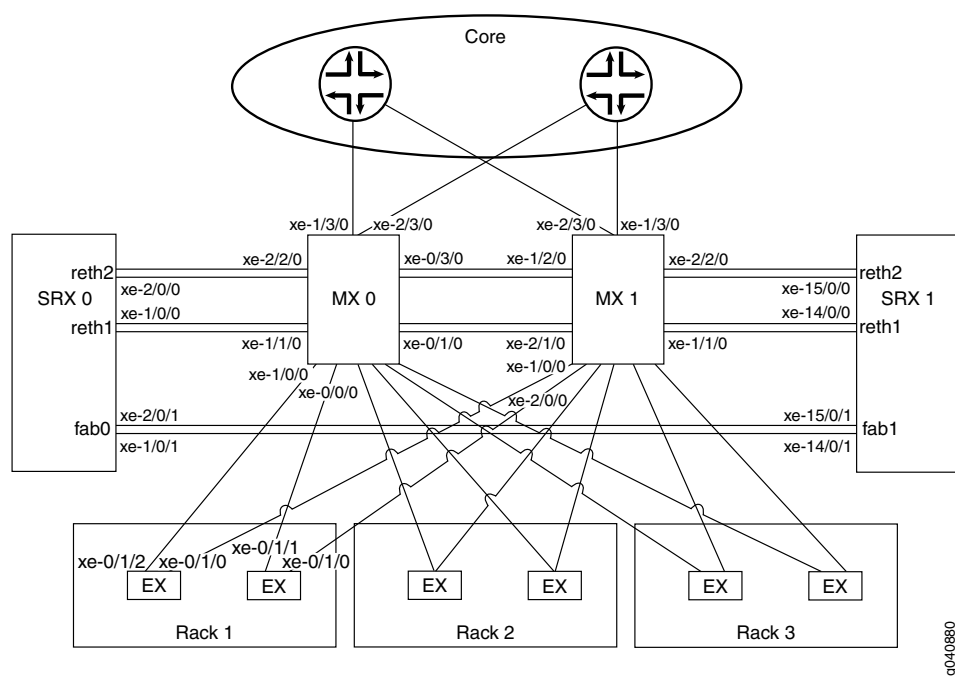 Core
xe-1/3/0
xe-2/3/0
xe-2/3/0
xe-1/3/0
reth2
xe-2/2/0
xe-0/3/0
xe-1/2/0
xe-2/2/0
reth2
SRX 0
xe-2/0/0
MX 0
MX 1
xe-15/0/0
SRX 1
xe-1/0/0
xe-14/0/0
reth1
reth1
xe-1/1/0
xe-0/1/0
xe-2/1/0
xe-1/1/0
xe-1/0/0
xe-1/0/0
xe-0/0/0
xe-2/0/0
xe-2/0/1
xe-15/0/1
fab0
fab1
xe-1/0/1
xe-14/0/1
xe-0/1/2
xe-0/1/0
xe-0/1/1
xe-0/1/0
EX
EX
EX
EX
EX
EX
Rack 1
Rack 2
Rack 3
g040880